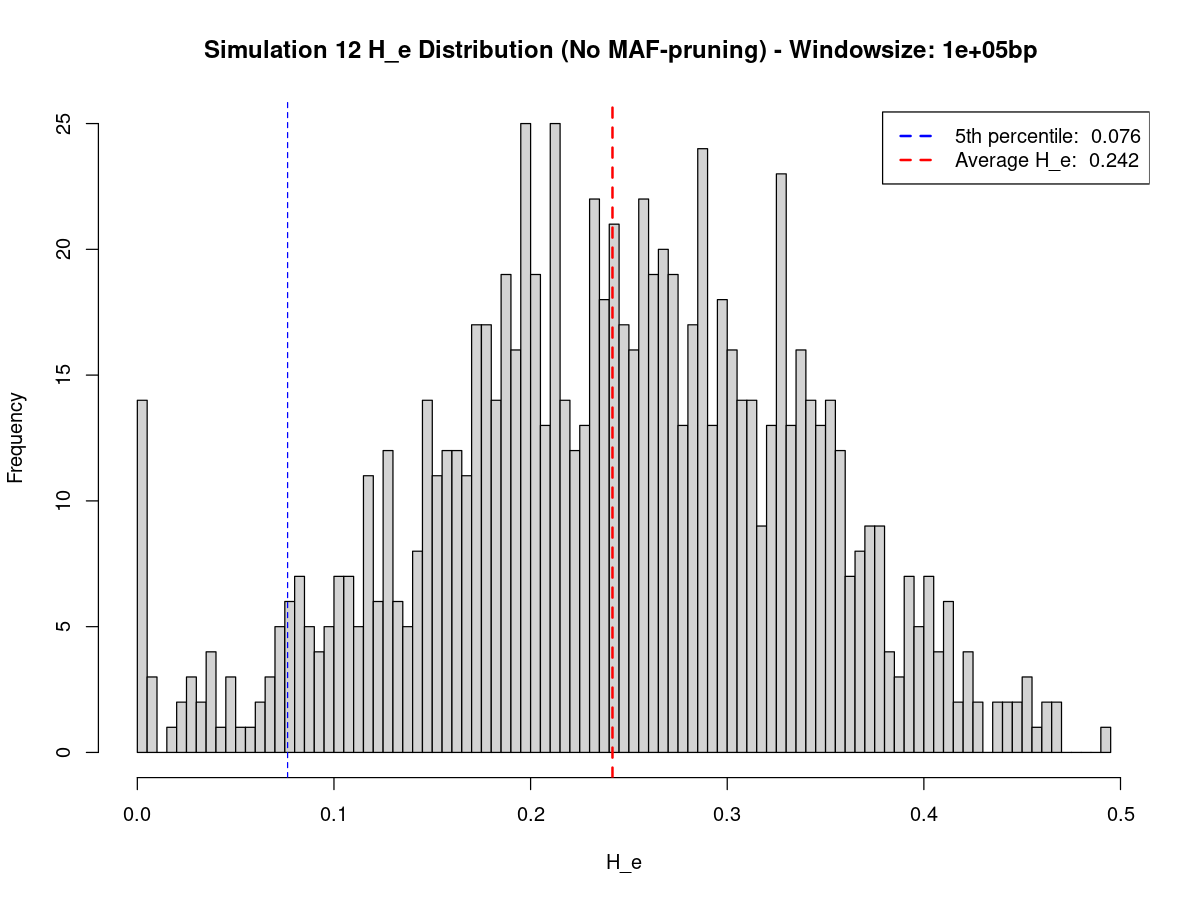 Simulation 12 H_e Distribution (No MAF-pruning) - Windowsize: 1e+05bp
5th percentile:  0.076
Average H_e:  0.242
Frequency
25
20
15
10
5
0
0.0 0.1 0.2 0.3 0.4 0.5
H_e